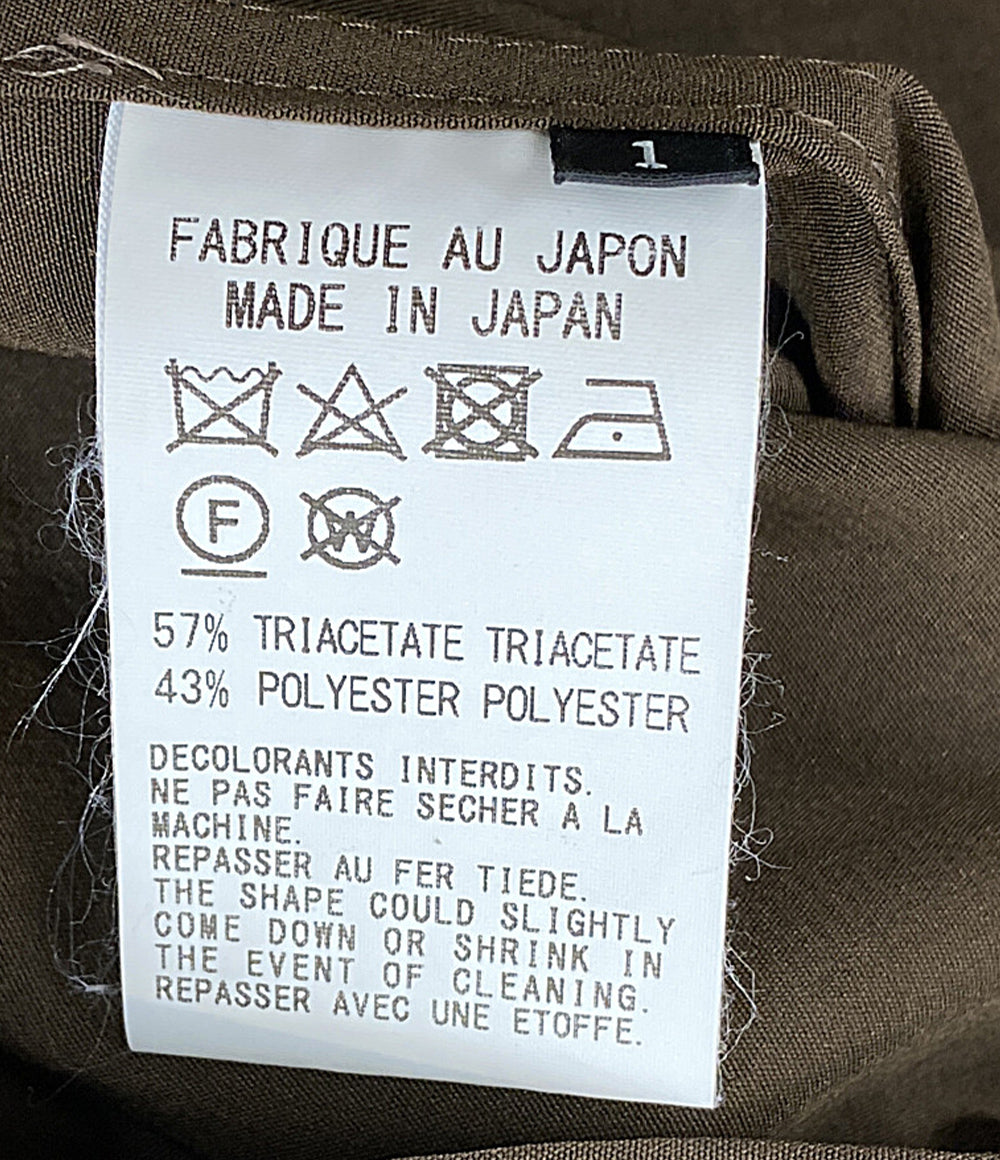 1
FABRIQUE AU JAPON
MADE IN JAPAN
F
W
57% TRIACETATE TRIACETATE
43% POLYESTER POLYESTER
DECOLORANTS INTERDITS.
NE PAS FAIRE SECHER A LA
MACHINE.
REPASSER AU FER TIEDE.
THE SHAPE COULD SLIGHTLY
COME DOWN OR SHRINK IN
THE EVENT OF CLEANING.
REPASSER AVEC UNE ETOFFE.